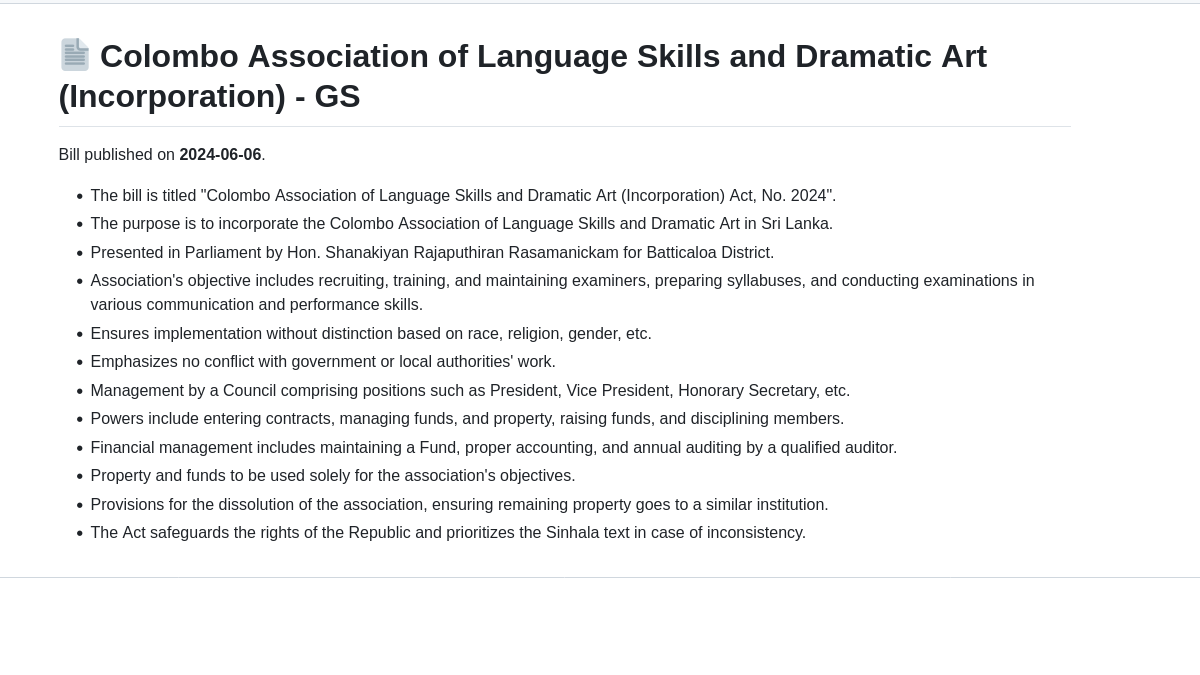 Colombo Association of Language Skills and Dramatic Art
(Incorporation) - GS
Bill published on 2024-06-06.
• The bill is titled "Colombo Association of Language Skills and Dramatic Art (Incorporation) Act, No. 2024".
• The purpose is to incorporate the Colombo Association of Language Skills and Dramatic Art in Sri Lanka.
• Presented in Parliament by Hon. Shanakiyan Rajaputhiran Rasamanickam for Batticaloa District.
• Association's objective includes recruiting, training, and maintaining examiners, preparing syllabuses, and conducting examinations in
various communication and performance skills.
• Ensures implementation without distinction based on race, religion, gender, etc.
• Emphasizes no conflict with government or local authorities' work.
• Management by a Council comprising positions such as President, Vice President, Honorary Secretary, etc.
• Powers include entering contracts, managing funds, and property, raising funds, and disciplining members.
• Financial management includes maintaining a Fund, proper accounting, and annual auditing by a qualified auditor.
• Property and funds to be used solely for the association's objectives.
• Provisions for the dissolution of the association, ensuring remaining property goes to a similar institution.
• The Act safeguards the rights of the Republic and prioritizes the Sinhala text in case of inconsistency.